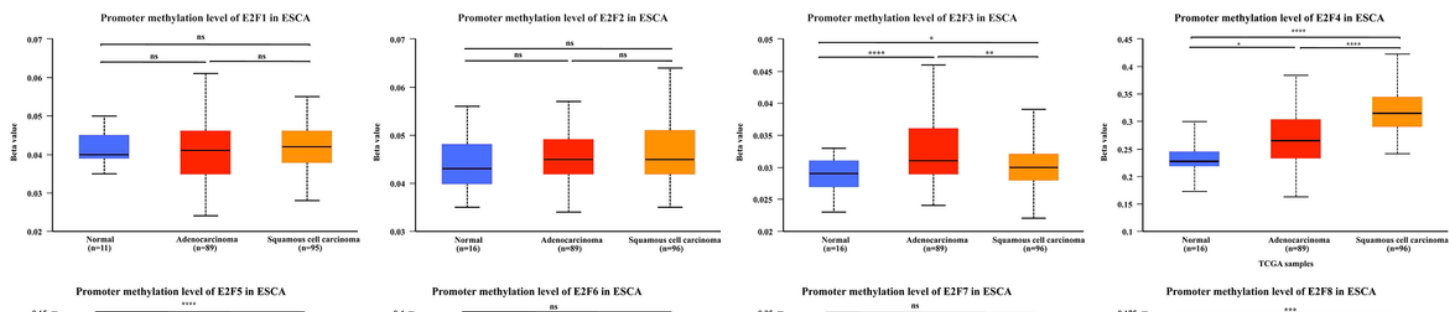 Promoter methylation level of E2F1 in ESCA
0.07
0.06
0.05
0.04
0.03
0.02
Beta value
ns
ns
ns
Normal
(n=11)
Adenocarcinoma
(n=89)
Squamous cell carcinoma
(n=95)
Promoter methylation level of E2F2 in ESCA
0.07
0.06
0.05
0.04
0.03
Beta value
ns
ns
ns
Normal
(n=16)
Adenocarcinoma
(n=89)
Squamous cell carcinoma
(n=96)
Promoter methylation level of E2F3 in ESCA
0.05
0.045
0.04
0.035
0.03
0.025
0.02
Beta value
*
****
**
Normal
(n=16)
Adenocarcinoma
(n=89)
Squamous cell carcinoma
(n=96)
Promoter methylation level of E2F4 in ESCA
0.45
0.4
0.35
0.3
0.25
0.2
0.15
0.1
Beta value
****
*
****
Normal
(n=16)
Adenocarcinoma
(n=89)
Squamous cell carcinoma
(n=96)
TCGA samples
Promoter methylation level of E2F5 in ESCA
****
Promoter methylation level of E2F6 in ESCA
ns
Promoter methylation level of E2F7 in ESCA
ns
Promoter methylation level of E2F8 in ESCA
***